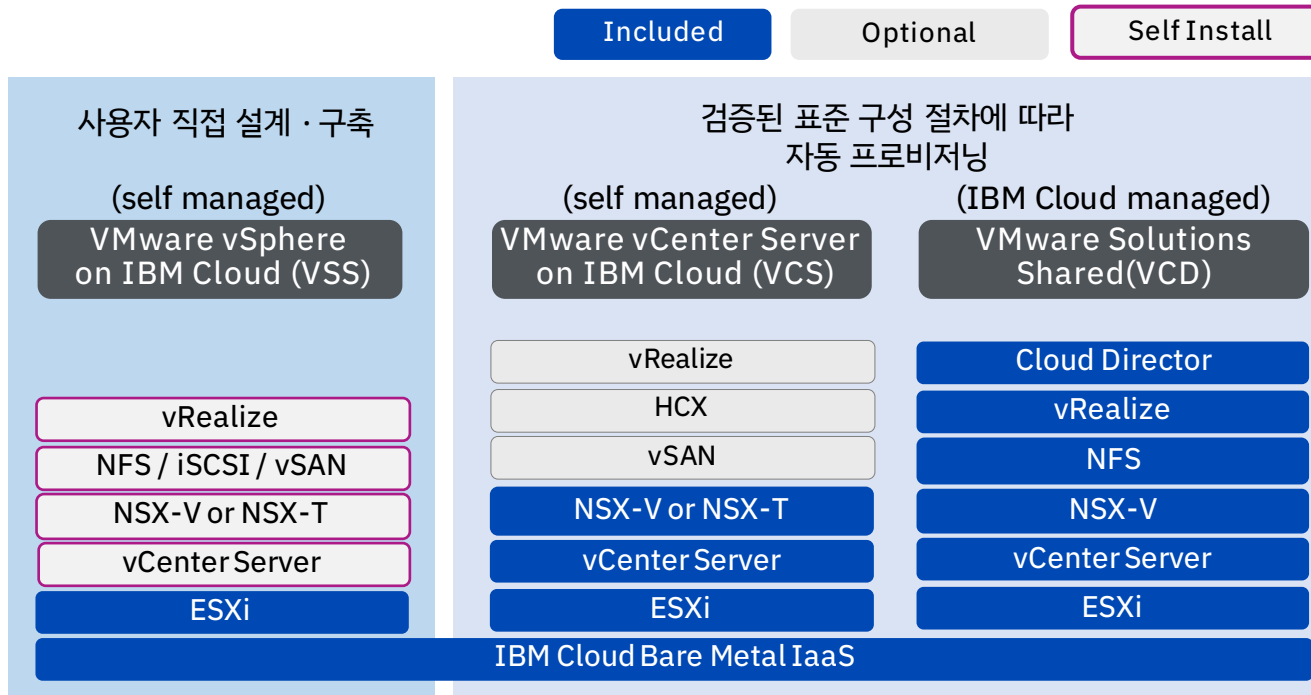 Included
Optional
Self Install
사용자 직접 설계 · 구축
(self managed)
VMware vSphere
on IBM Cloud (VSS)
vRealize
NFS / iSCSI / vSAN
NSX-V or NSX-T
vCenter Server
ESXi
검증된 표준 구성 절차에 따라
자동 프로비저닝
(self managed)
VMware vCenter Server
on IBM Cloud (VCS)
vRealize
HCX
vSAN
NSX-V or NSX-T
vCenter Server
ESXi
(IBM Cloud managed)
VMware Solutions
Shared(VCD)
Cloud Director
vRealize
NFS
NSX-V
vCenter Server
ESXi
IBM Cloud Bare Metal IaaS